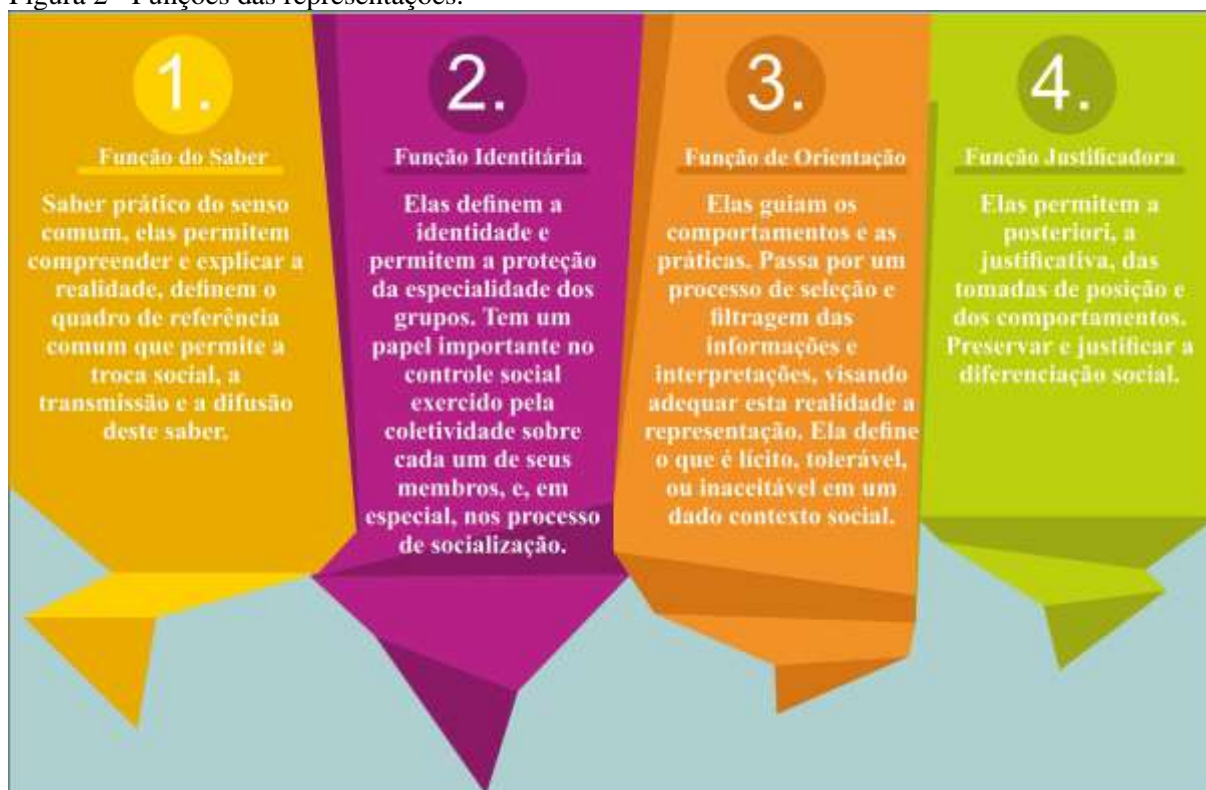 Figura 2 - Funções das representações.
1.
Função do Saber
Saber prático do senso
comum, elas permitem
compreender e explicar a
realidade, definem o
quadro de referência
comum que permite a
troca social, a
transmissão e a difusão
deste saber.
2.
Função Identitária
Elas definem a
identidade e
permitem a proteção
da especialidade dos
grupos. Tem um
papel importante no
controle social
exercido pela
coletividade sobre
cada um de seus
membros, e, em
especial, nos processo
de socialização.
3.
Função de Orientação
Elas guiam os
comportamentos e as
práticas. Passa por um
processo de seleção e
filtragem das
informações e
interpretações, visando
adequar esta realidade a
representação. Ela define
o que é lícito, tolerável,
ou inaceitável em um
dado contexto social.
4.
Função Justificadora
Elas permitem a
posteriori, a
justificativa, das
tomadas de posição e
dos comportamentos.
Preservar e justificar a
diferenciação social.